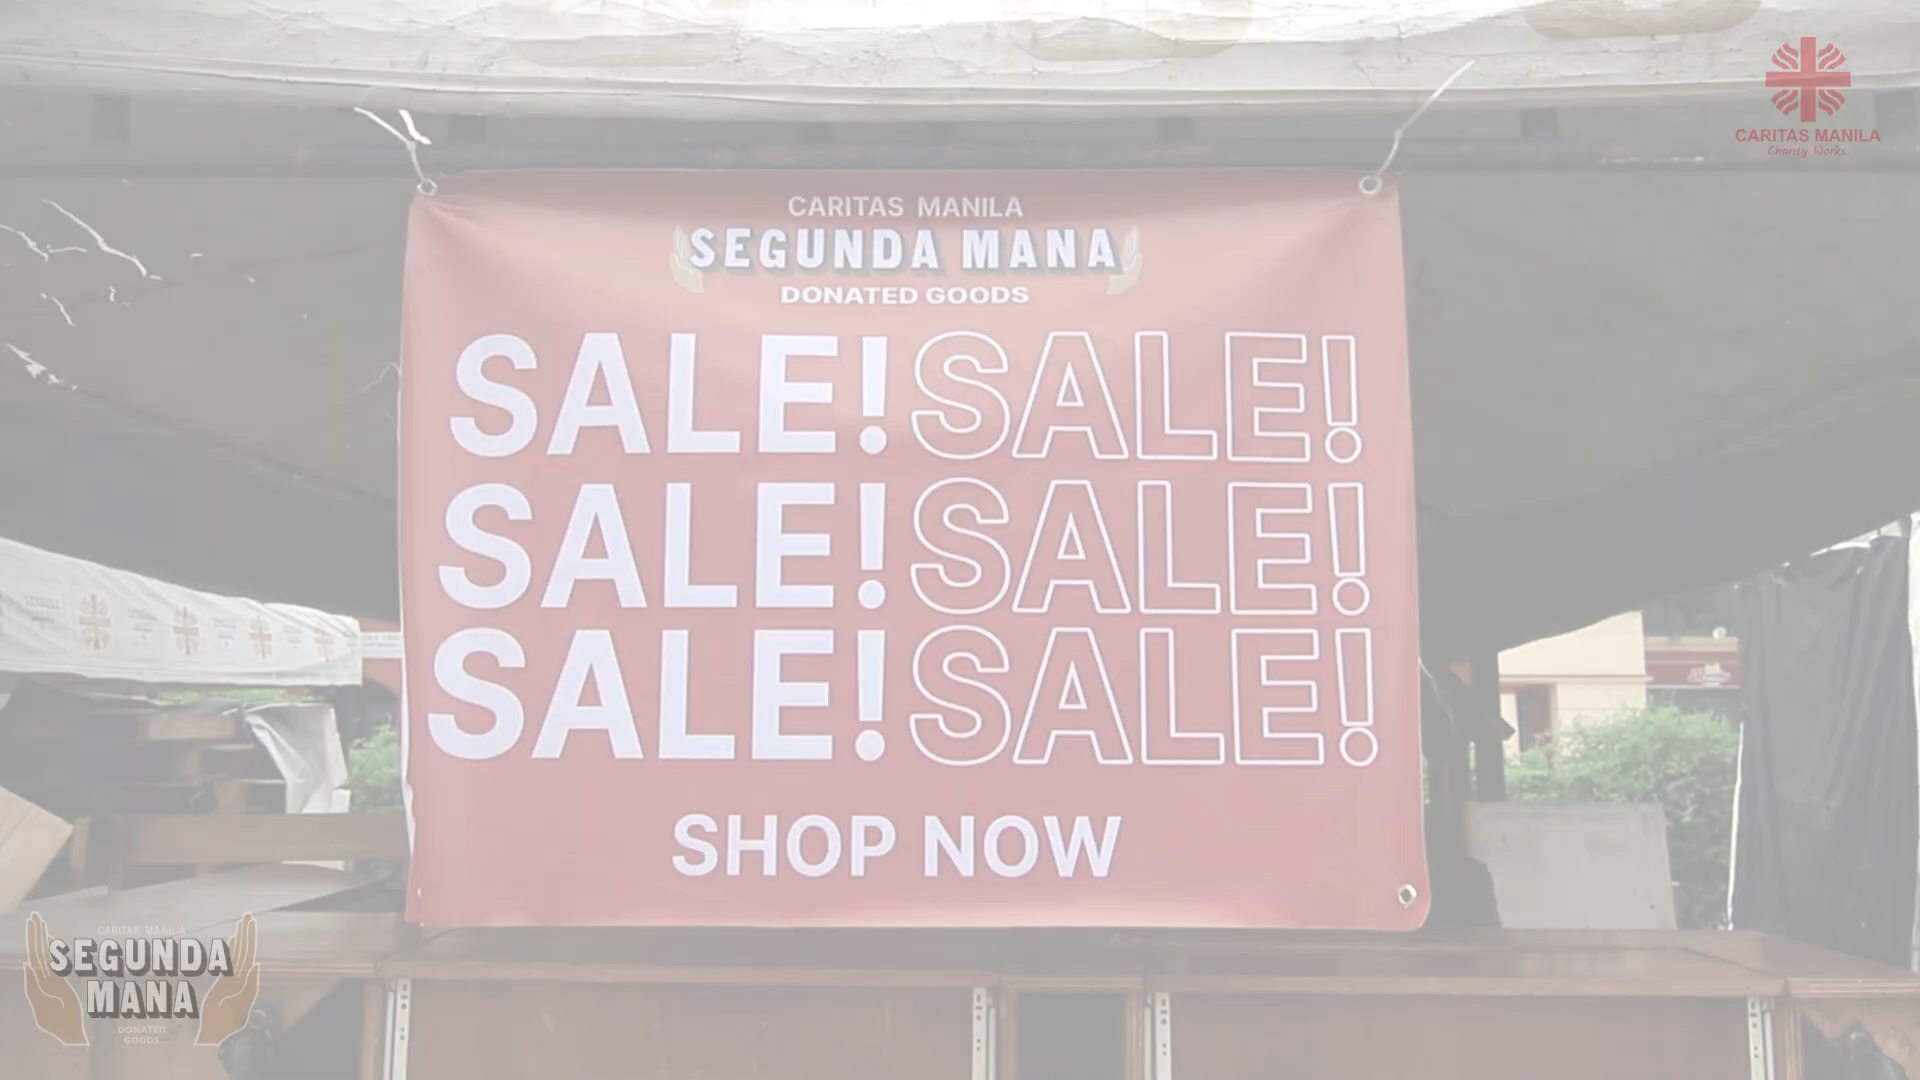 CARITAS MANILA
Charity Works.
CARITAS MANILA
SEGUNDA MANA
DONATED GOODS
SALE! SALE!
SALE! SALE!
SALE! SALE!
SHOP NOW
CARITAS MANILA
SEGUNDA
MANA
DONATED
GOODS